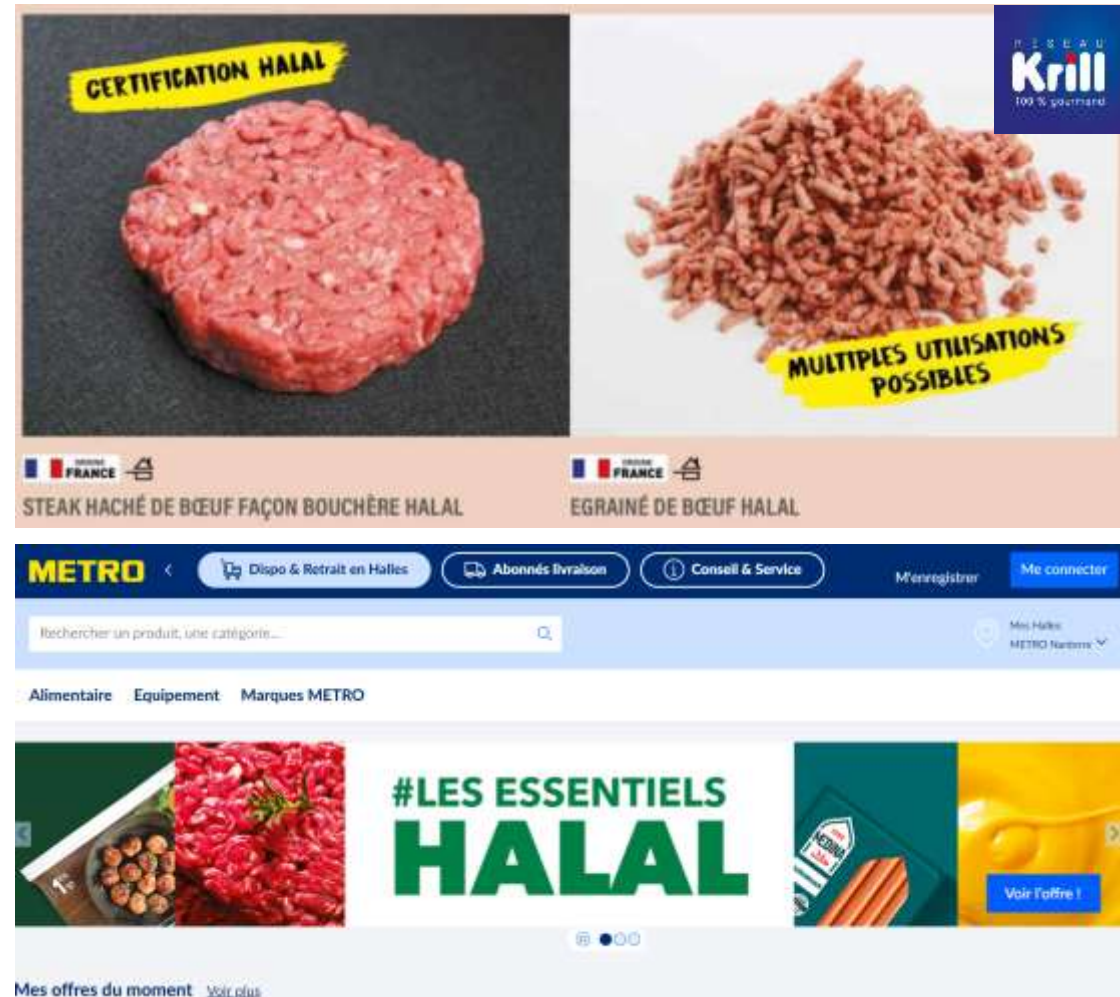 CERTIFICATION HALAL
RÉSEAU
Krill
100 % gourmand
MULTIPLES UTILISATIONS
POSSIBLES
ORIGINE
FRANCE
ORIGINE
FRANCE
STEAK HACHÉ DE BŒUF FAÇON BOUCHÈRE HALAL
EGRAINÉ DE BŒUF HALAL
METRO
Dispo & Retrait en Halles
Abonnés livraison
Conseil & Service
M'enregistrer
Me connecter
Rechercher un produit, une catégorie...
Mes Halles
METRO Nanterre
Alimentaire
Equipement
Marques METRO
#LES ESSENTIELS
HALAL
MEDINA
Voir l'offre !
Mes offres du moment Voir plus